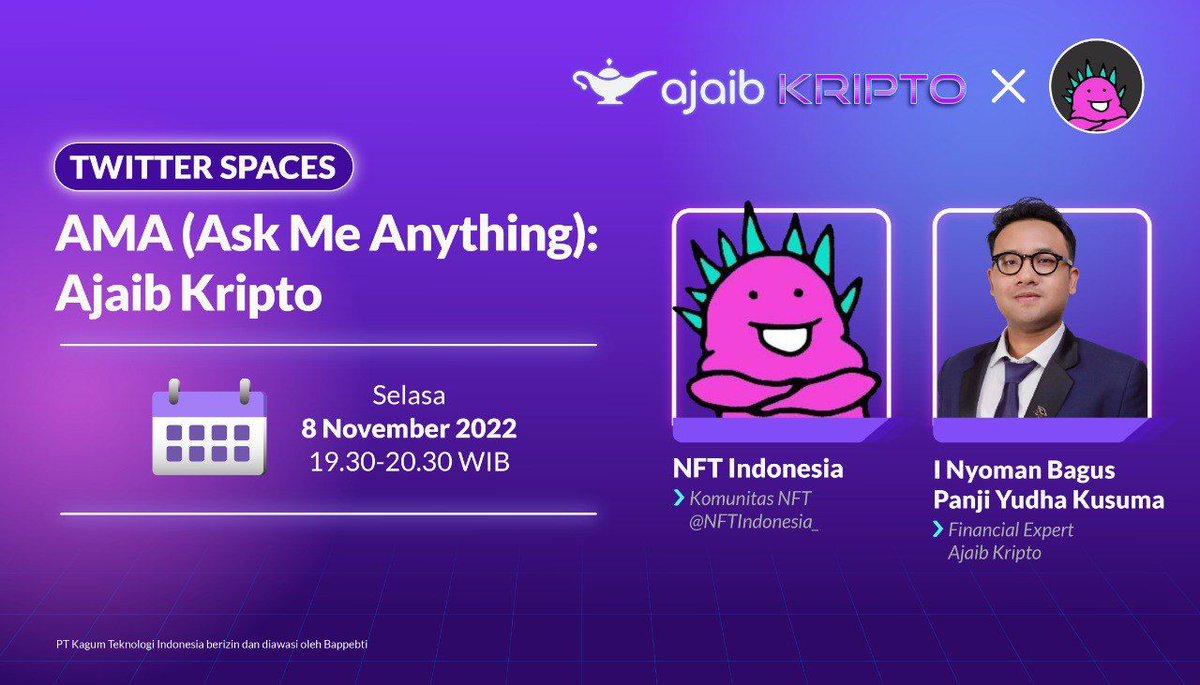 ajaib KRIPTO X
TWITTER SPACES
AMA (Ask Me Anything):
Ajaib Kripto
Selasa
8 November 2022
19.30-20.30 WIB
NFT Indonesia
Komunitas NFT
@NFTIndonesia_
I Nyoman Bagus
Panji Yudha Kusuma
Financial Expert
Ajaib Kripto
PT Kagum Teknologi Indonesia berizin dan diawasi oleh Bappebti